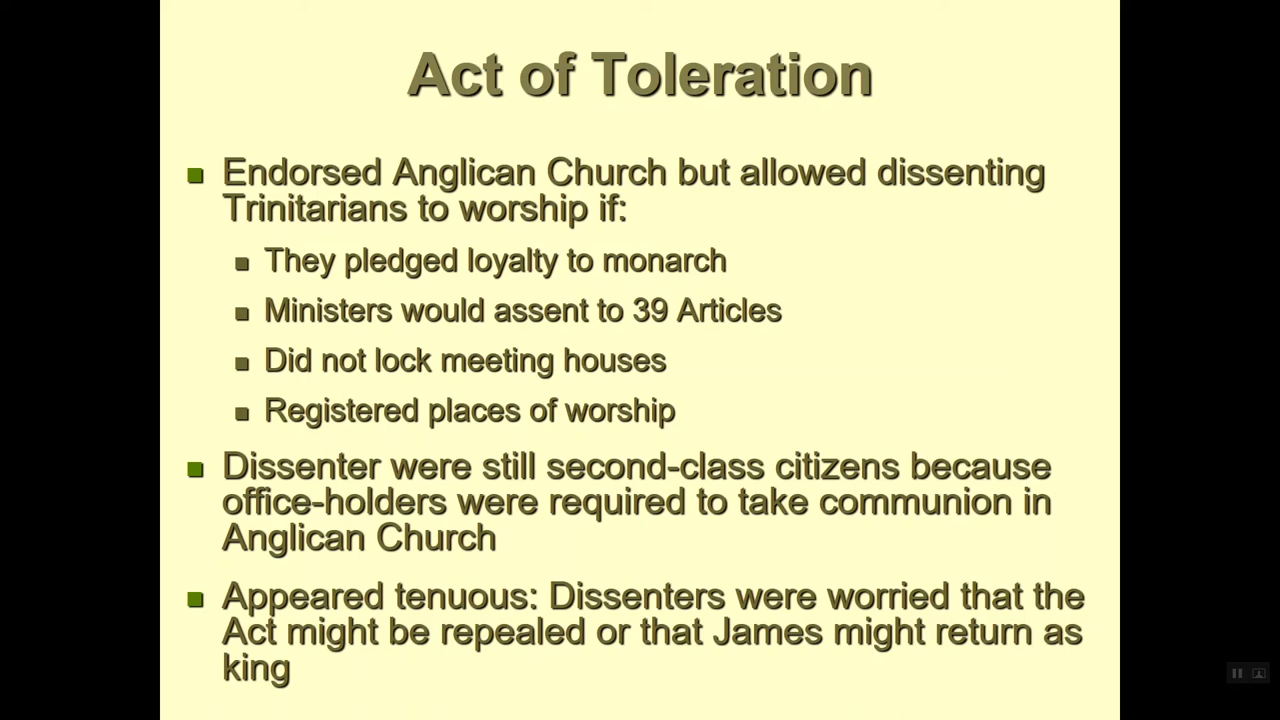 Act of Toleration
Endorsed Anglican Church but allowed dissenting
Trinitarians to worship if:
They pledged loyalty to monarch
Ministers would assent to 39 Articles
Did not lock meeting houses
Registered places of worship
Dissenter were still second-class citizens because
office-holders were required to take communion in
Anglican Church
Appeared tenuous: Dissenters were worried that the
Act might be repealed or that James might return as
king